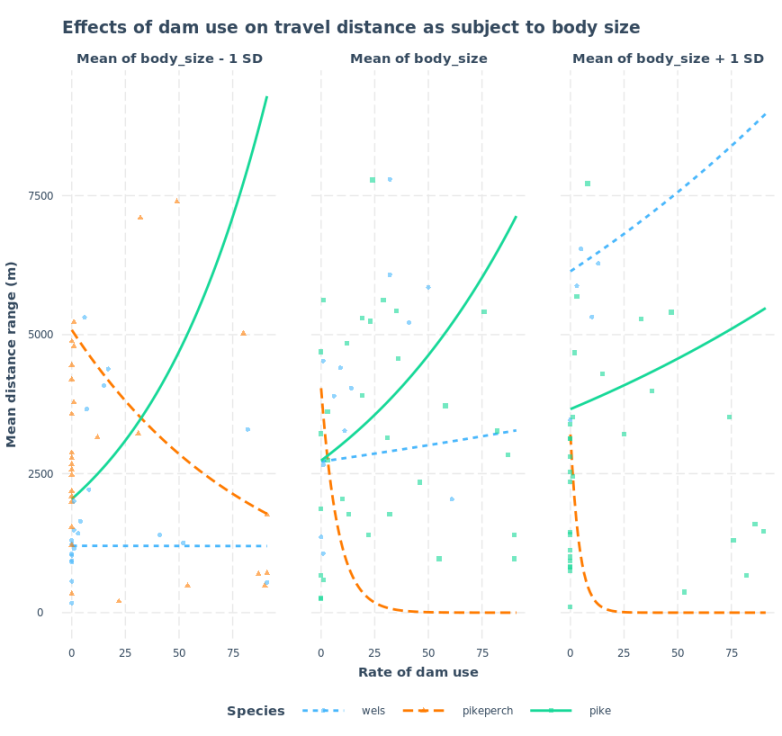 Effects of dam use on travel distance as subject to body size
Mean of body_size - 1 SD
Mean of body_size
Mean of body_size + 1 SD
Mean distance range (m)
7500
5000
2500
0
0 25 50 75
0 25 50 75
0 25 50 75
Rate of dam use
Species wels pikeperch pike